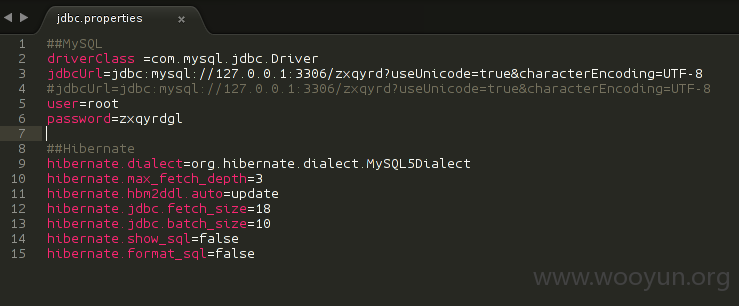 jdbc.properties
1 ##MySQL
2 driverClass =com.mysql.jdbc.Driver
3 jdbcUrl=jdbc:mysql://127.0.0.1:3306/zxqyrd?useUnicode=true&characterEncoding=UTF-8
4 #jdbcUrl=jdbc:mysql://127.0.0.1:3306/zxqyrd?useUnicode=true&characterEncoding=UTF-8
5 user=root
6 password=zxqyrdgl
7
8 ##Hibernate
9 hibernate.dialect=org.hibernate.dialect.MySQL5Dialect
10 hibernate.max_fetch_depth=3
11 hibernate.hbm2ddl.auto=update
12 hibernate.jdbc.fetch_size=18
13 hibernate.jdbc.batch_size=10
14 hibernate.show_sql=false
15 hibernate.format_sql=false
www.wooyun.org